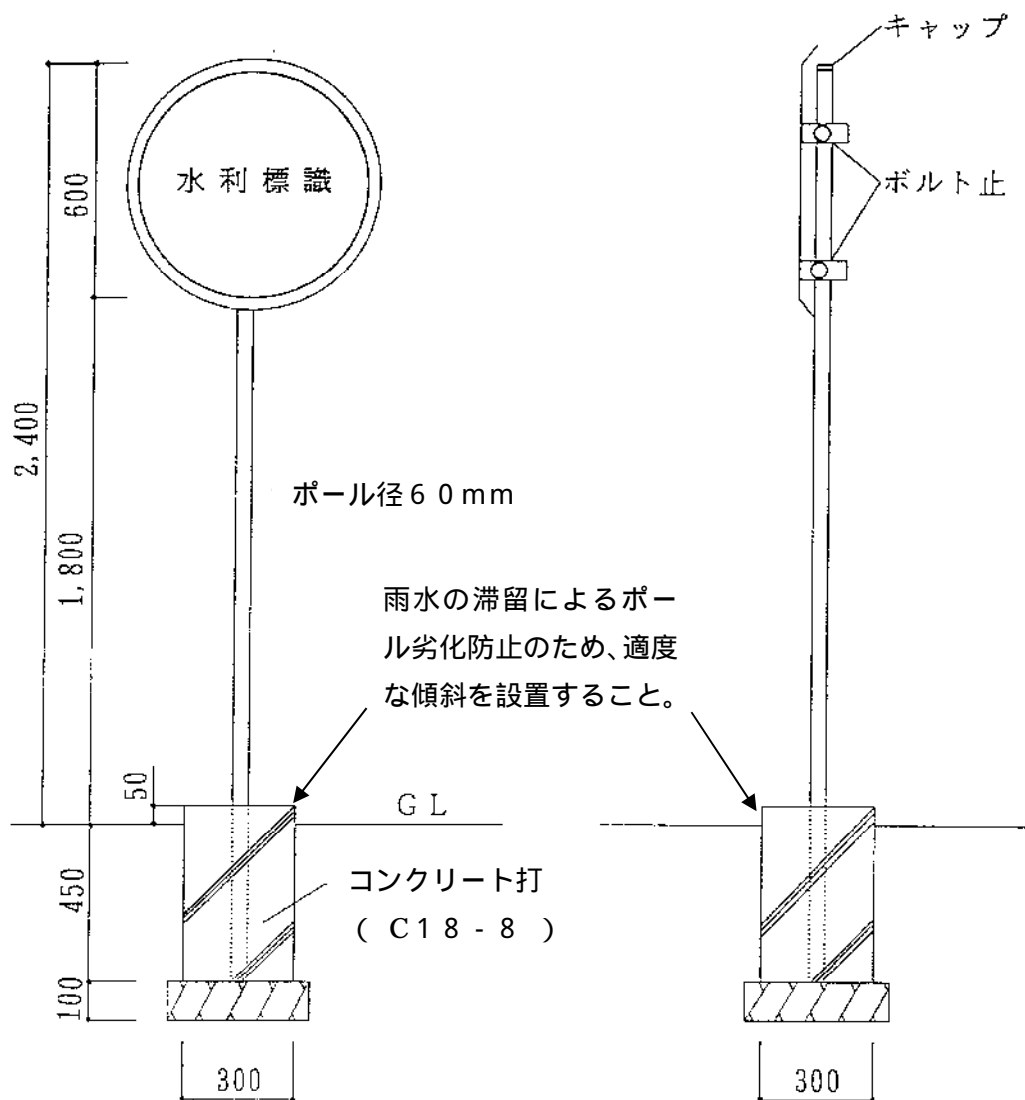 キャップ
600
水利標識
ボルト止
2,400
ポール径60mm
1,800
雨水の滞留によるポー
ル劣化防止のため、適度
な傾斜を設置すること。
50
GL
450
コンクリート打
( C18-8 )
100
300
300